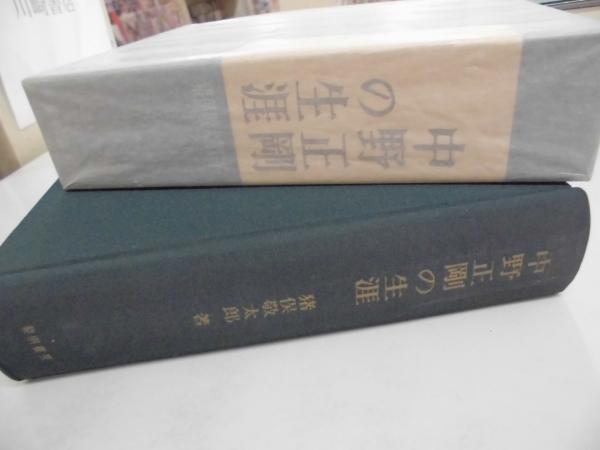 中野正剛
の生涯
中野正剛の生涯
猪俣敬太郎 著